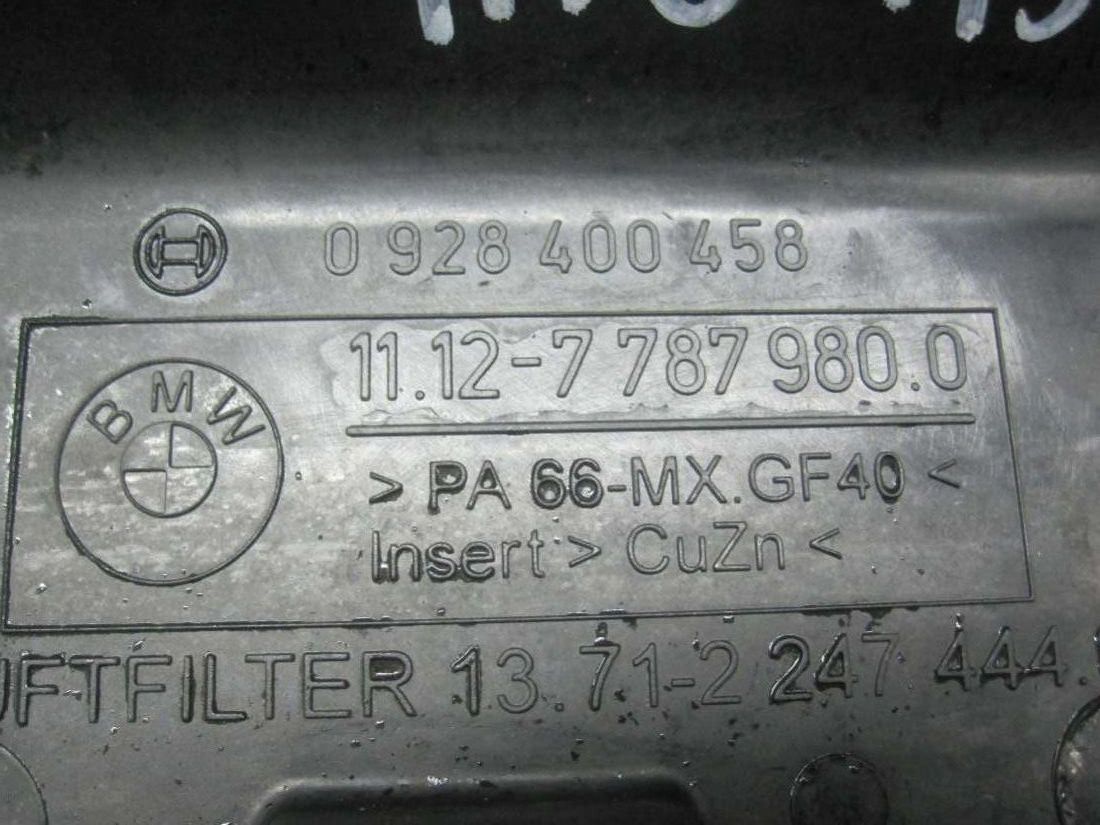 0 928 400 458
BMW
11.12-7 787 980.0
> PA 66-MX.GF40 <
Insert > CuZn <
UFTFILTER 13.71-2 247 444.